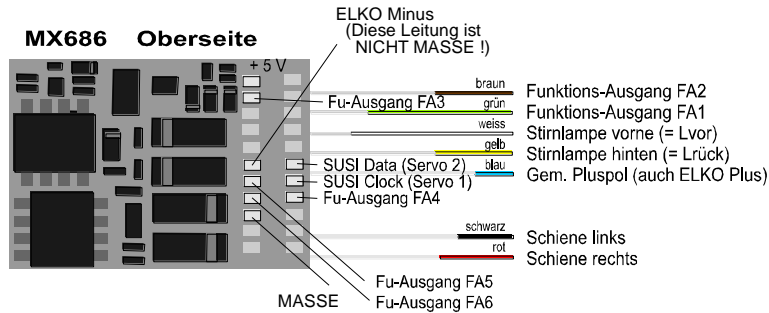 ELKO Minus
(Diese Leitung ist
NICHT MASSE !)
MX686 Oberseite
+ 5 V
braun
Funktions-Ausgang FA2
Fu-Ausgang FA3
grün
Funktions-Ausgang FA1
weiss
Stirnlampe vorne (= Lvor)
gelb
Stirnlampe hinten (= Lrück)
SUSI Data (Servo 2)
blau
Gem. Pluspol (auch ELKO Plus)
SUSI Clock (Servo 1)
Fu-Ausgang FA4
schwarz
Schiene links
rot
Schiene rechts
Fu-Ausgang FA5
MASSE
Fu-Ausgang FA6